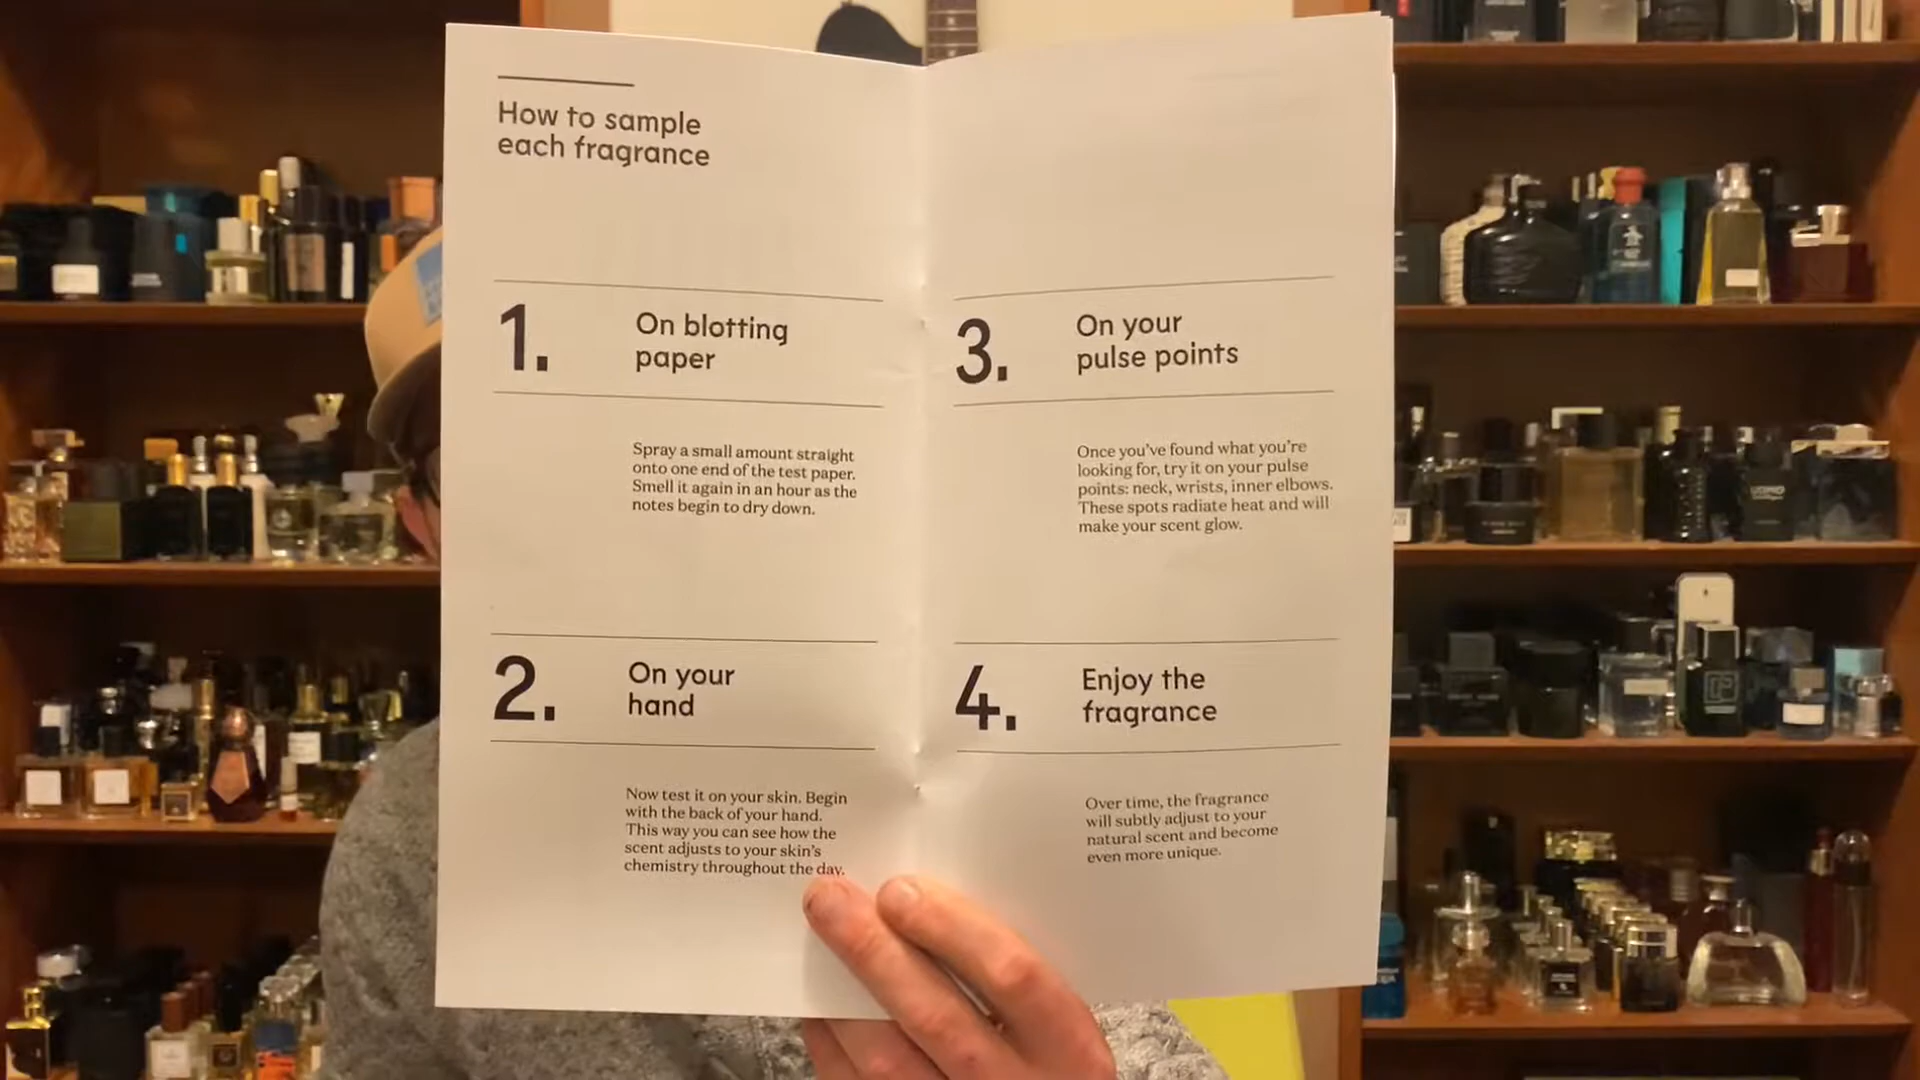 How to sample
each fragrance
1.
On blotting
paper
Spray a small amount straight
onto one end of the test paper.
Smell it again in an hour as the
notes begin to dry down.
2.
On your
hand
Now test it on your skin. Begin
with the back of your hand.
This way you can see how the
scent adjusts to your skin's
chemistry throughout the day.
3.
On your
pulse points
Once you've found what you're
looking for, try it on your pulse
points: neck, wrists, inner elbows.
These spots radiate heat and will
make your scent glow.
4.
Enjoy the
fragrance
Over time, the fragrance
will subtly adjust to your
natural scent and become
even more unique.
UOMO